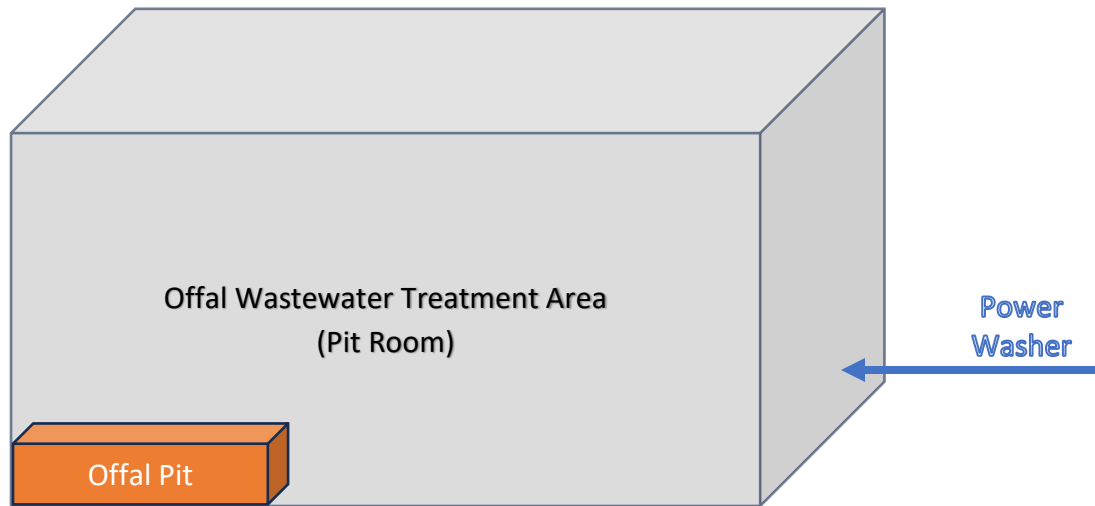 Offal Wastewater Treatment Area
(Pit Room)
Power
Washer
Offal Pit